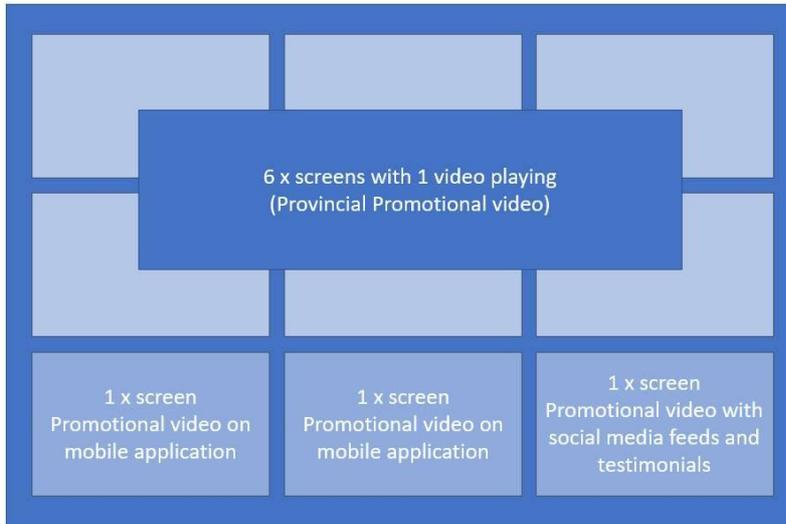 6 x screens with 1 video playing
(Provincial Promotional video)
1 x screen
Promotional video on
mobile application
1 x screen
Promotional video on
mobile application
1 x screen
Promotional video with
social media feeds and
testimonials